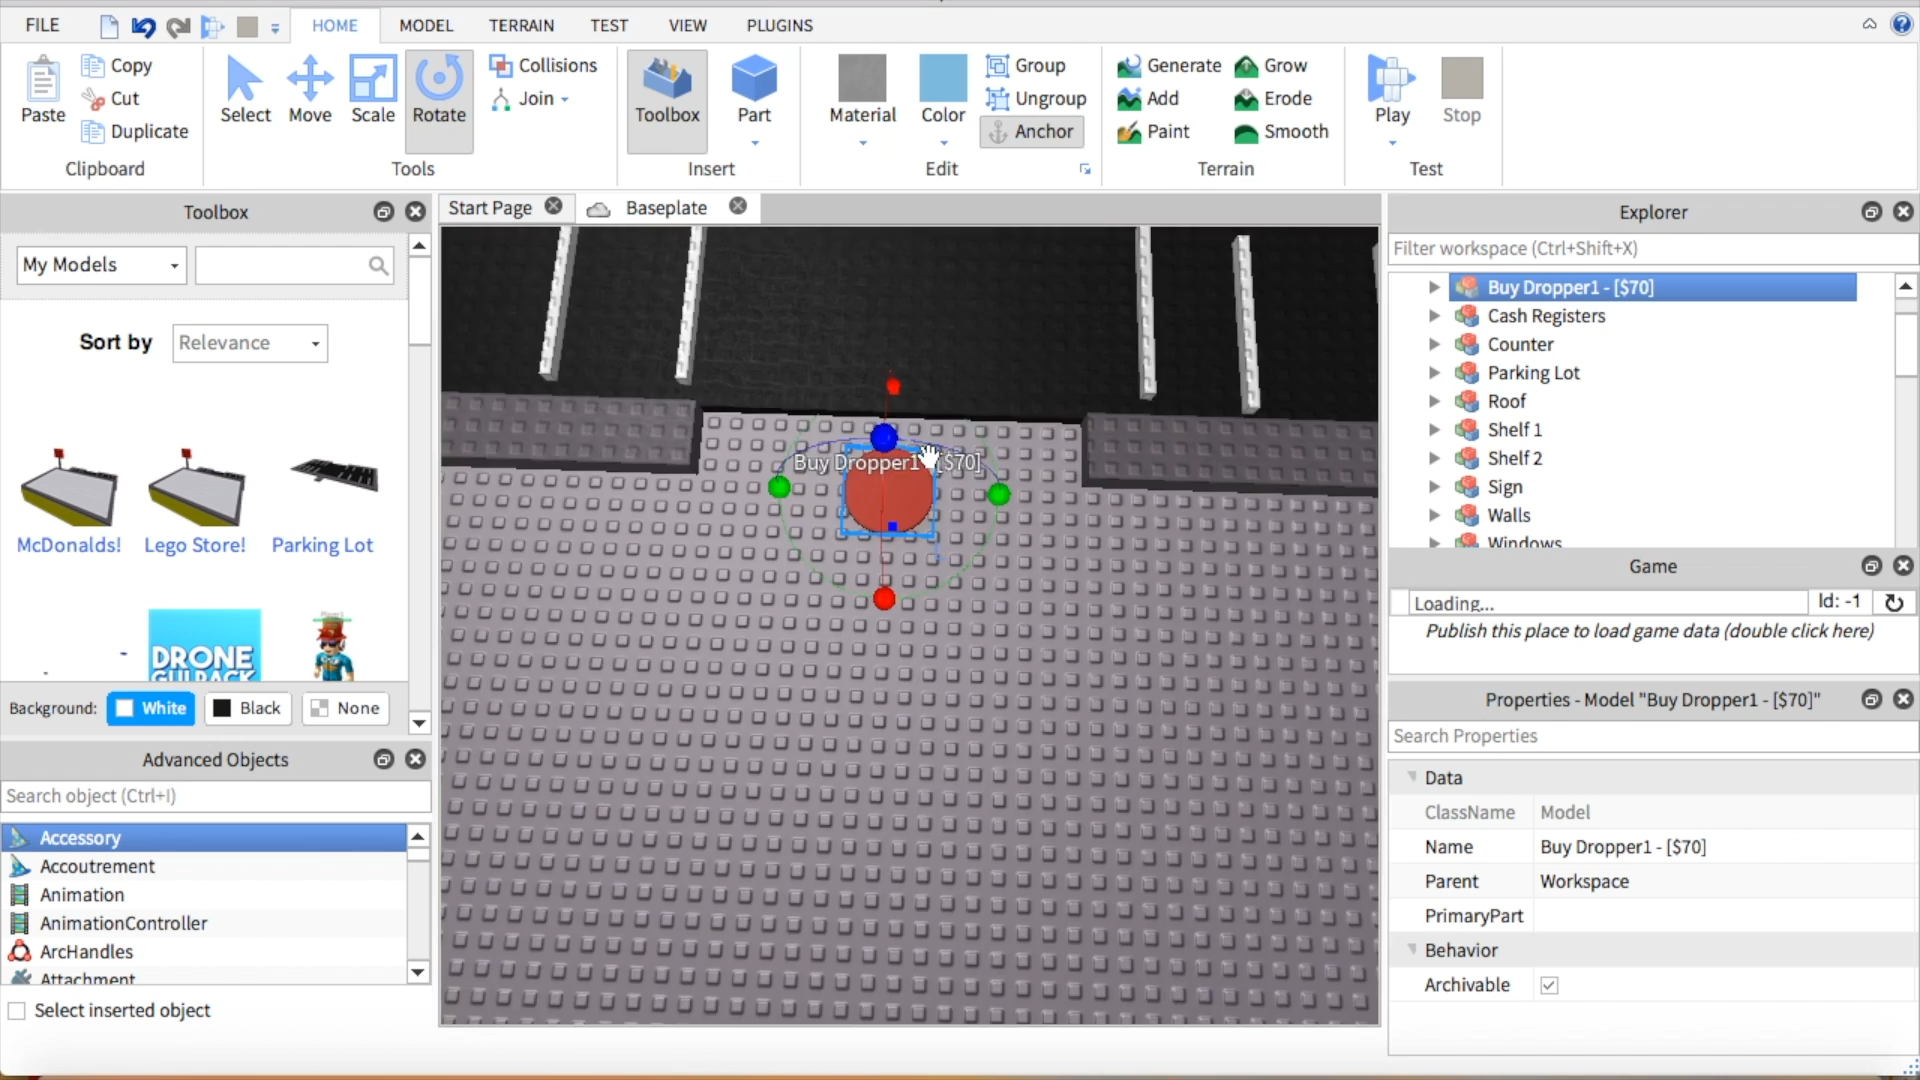 FILE HOME MODEL TERRAIN TEST VIEW PLUGINS
Paste Copy Cut Duplicate Clipboard
Select Move Scale Rotate Collisions Join Tools
Toolbox Part Insert
Material Color Group Ungroup Anchor Edit
Generate Add Paint Grow Erode Smooth Terrain
Play Stop Test
Toolbox
My Models
Sort by Relevance
McDonalds! Lego Store! Parking Lot
DRONE
Background: White Black None
Advanced Objects
Search object (Ctrl+I)
Accessory
Accoutrement
Animation
AnimationController
ArcHandles
Attachment
Select inserted object
Start Page Baseplate
Buy Dropper1 - [$70]
Explorer
Filter workspace (Ctrl+Shift+X)
Buy Dropper1 - [$70]
Cash Registers
Counter
Parking Lot
Roof
Shelf 1
Shelf 2
Sign
Walls
Windows
Game
Loading... Id: -1
Publish this place to load game data (double click here)
Properties - Model "Buy Dropper1 - [$70]"
Search Properties
Data
ClassName Model
Name Buy Dropper1 - [$70]
Parent Workspace
PrimaryPart
Behavior
Archivable